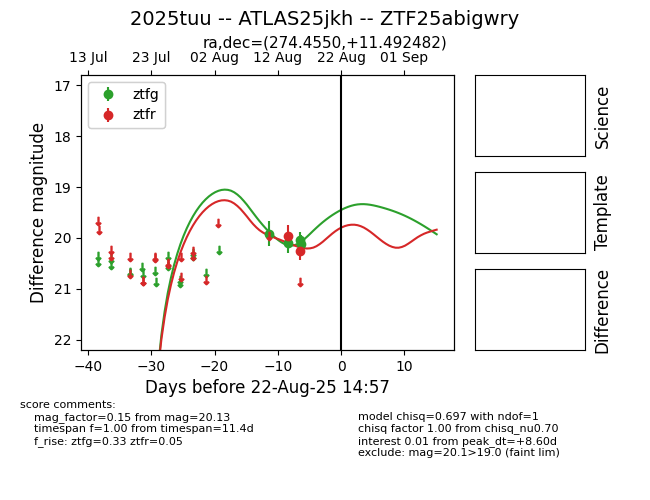 2025tuu -- ATLAS25jkh -- ZTF25abigwry
ra,dec=(274.4550,+11.492482)
13 Jul 23 Jul 02 Aug 12 Aug 22 Aug 01 Sep
ztfg
ztfr
17
18
19
20
21
22
Difference magnitude
−40 −30 −20 −10 0 10
Days before 22-Aug-25 14:57
Science
Template
Difference
score comments:
mag_factor=0.15 from mag=20.13
timespan f=1.00 from timespan=11.4d
f_rise: ztfg=0.33 ztfr=0.05
model chisq=0.697 with ndof=1
chisq factor 1.00 from chisq_nu0.70
interest 0.01 from peak_dt=+8.60d
exclude: mag=20.1>19.0 (faint lim)